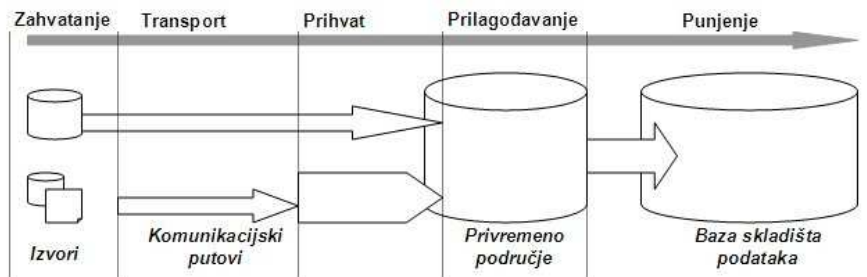 Zahvatanje Transport Prihvat Prilagođavanje Punjenje
Izvori
Komunikacijski
putovi
Privremeno
područje
Baza skladišta
podataka